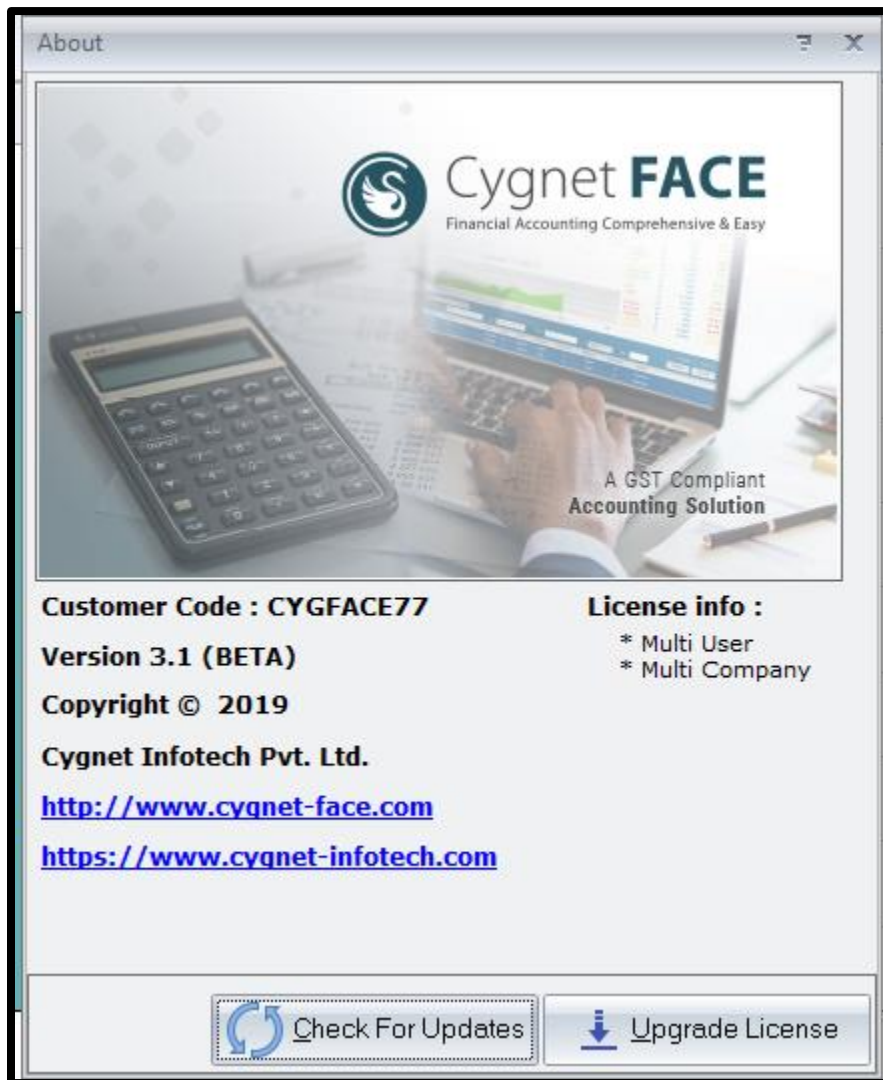 About
Cygnet FACE
Financial Accounting Comprehensive & Easy
A GST Compliant
Accounting Solution
Customer Code : CYGFACE77
License info :
* Multi User
* Multi Company
Version 3.1 (BETA)
Copyright © 2019
Cygnet Infotech Pvt. Ltd.
http://www.cygnet-face.com
https://www.cygnet-infotech.com
Check For Updates
Upgrade License